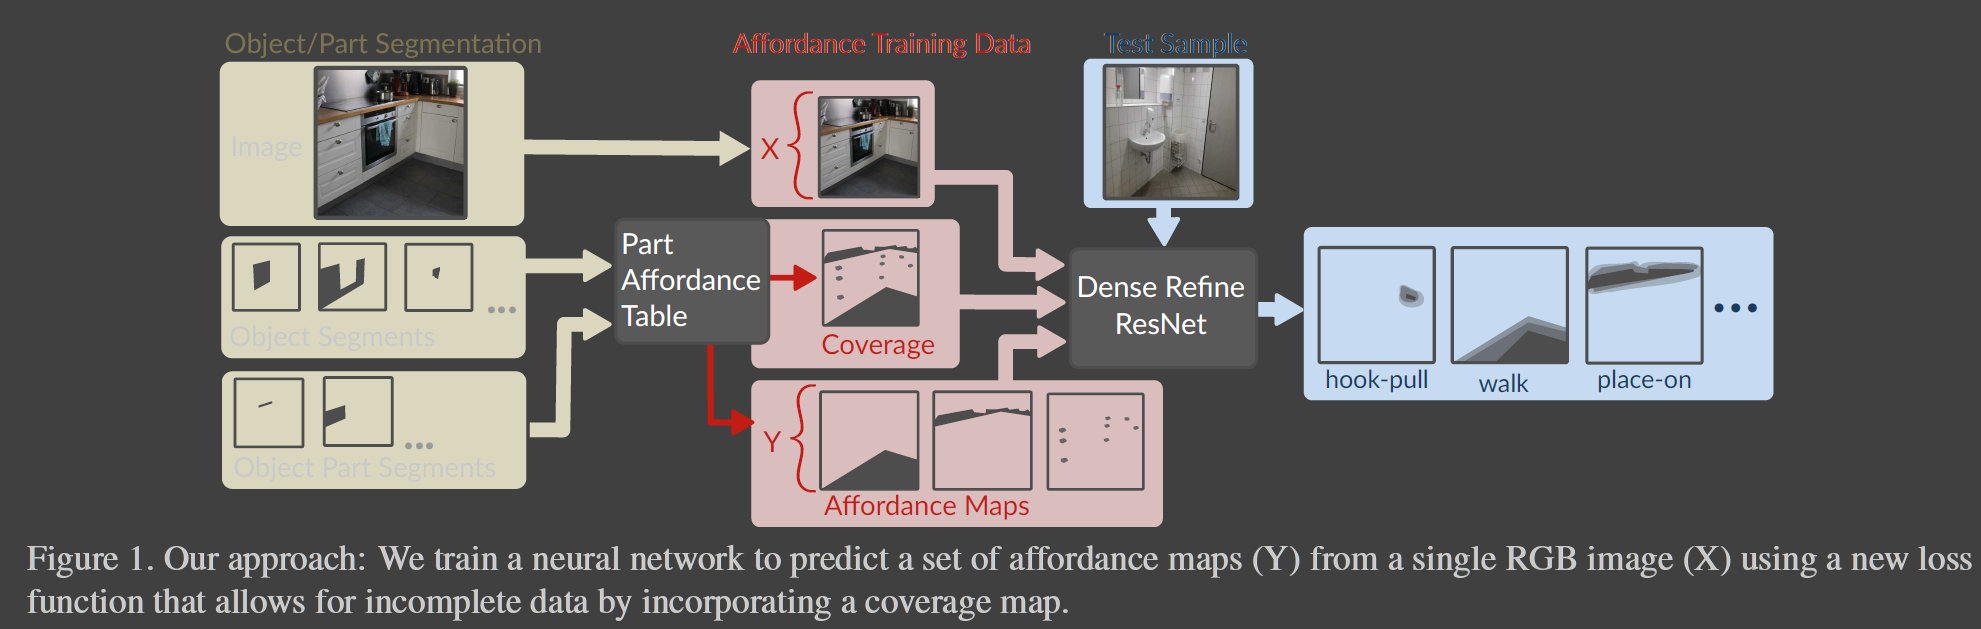 Object/Part Segmentation
Affordance Training Data
Test Sample
Image
X
Object Segments
...
Part
Affordance
Table
Coverage
Dense Refine
ResNet
hook-pull
walk
place-on
...
Object Part Segments
...
Y
Affordance Maps
Figure 1. Our approach: We train a neural network to predict a set of affordance maps (Y) from a single RGB image (X) using a new loss
function that allows for incomplete data by incorporating a coverage map.